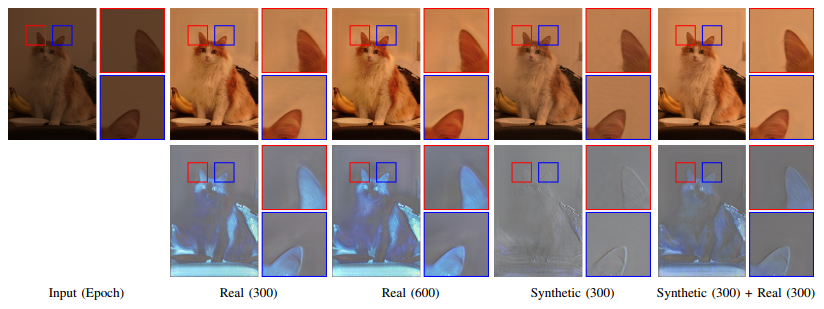 Input (Epoch)
Real (300)
Real (600)
Synthetic (300)
Synthetic (300) + Real (300)